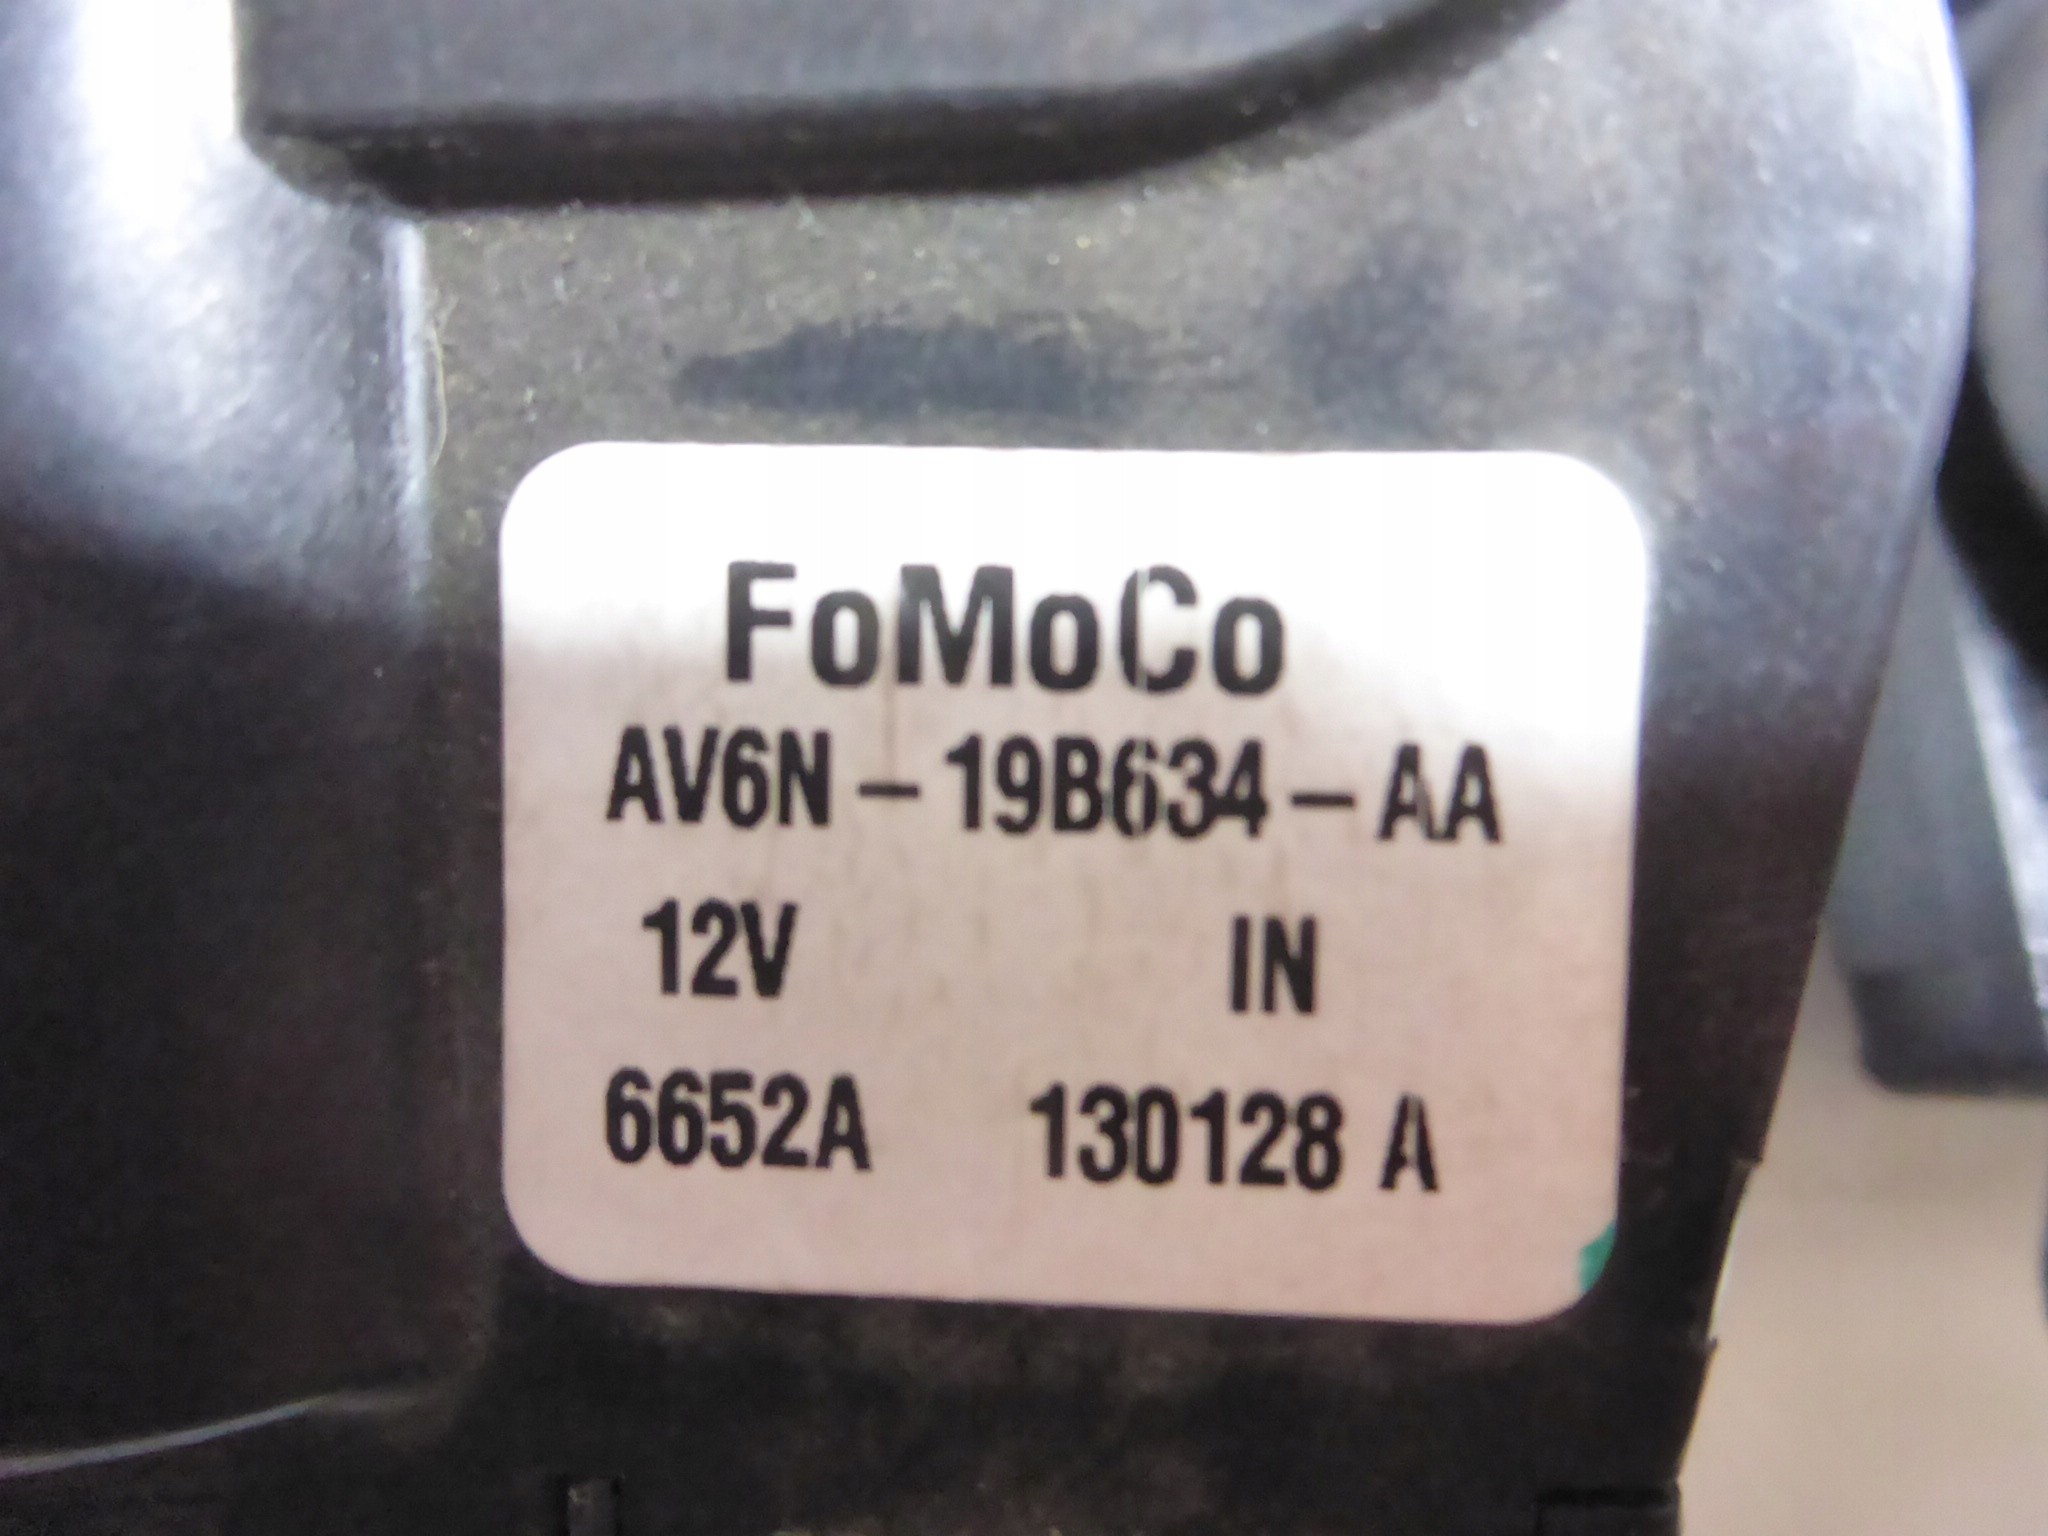 FoMoCo
AV6N-19B634-AA
12V IN
6652A 130128 A